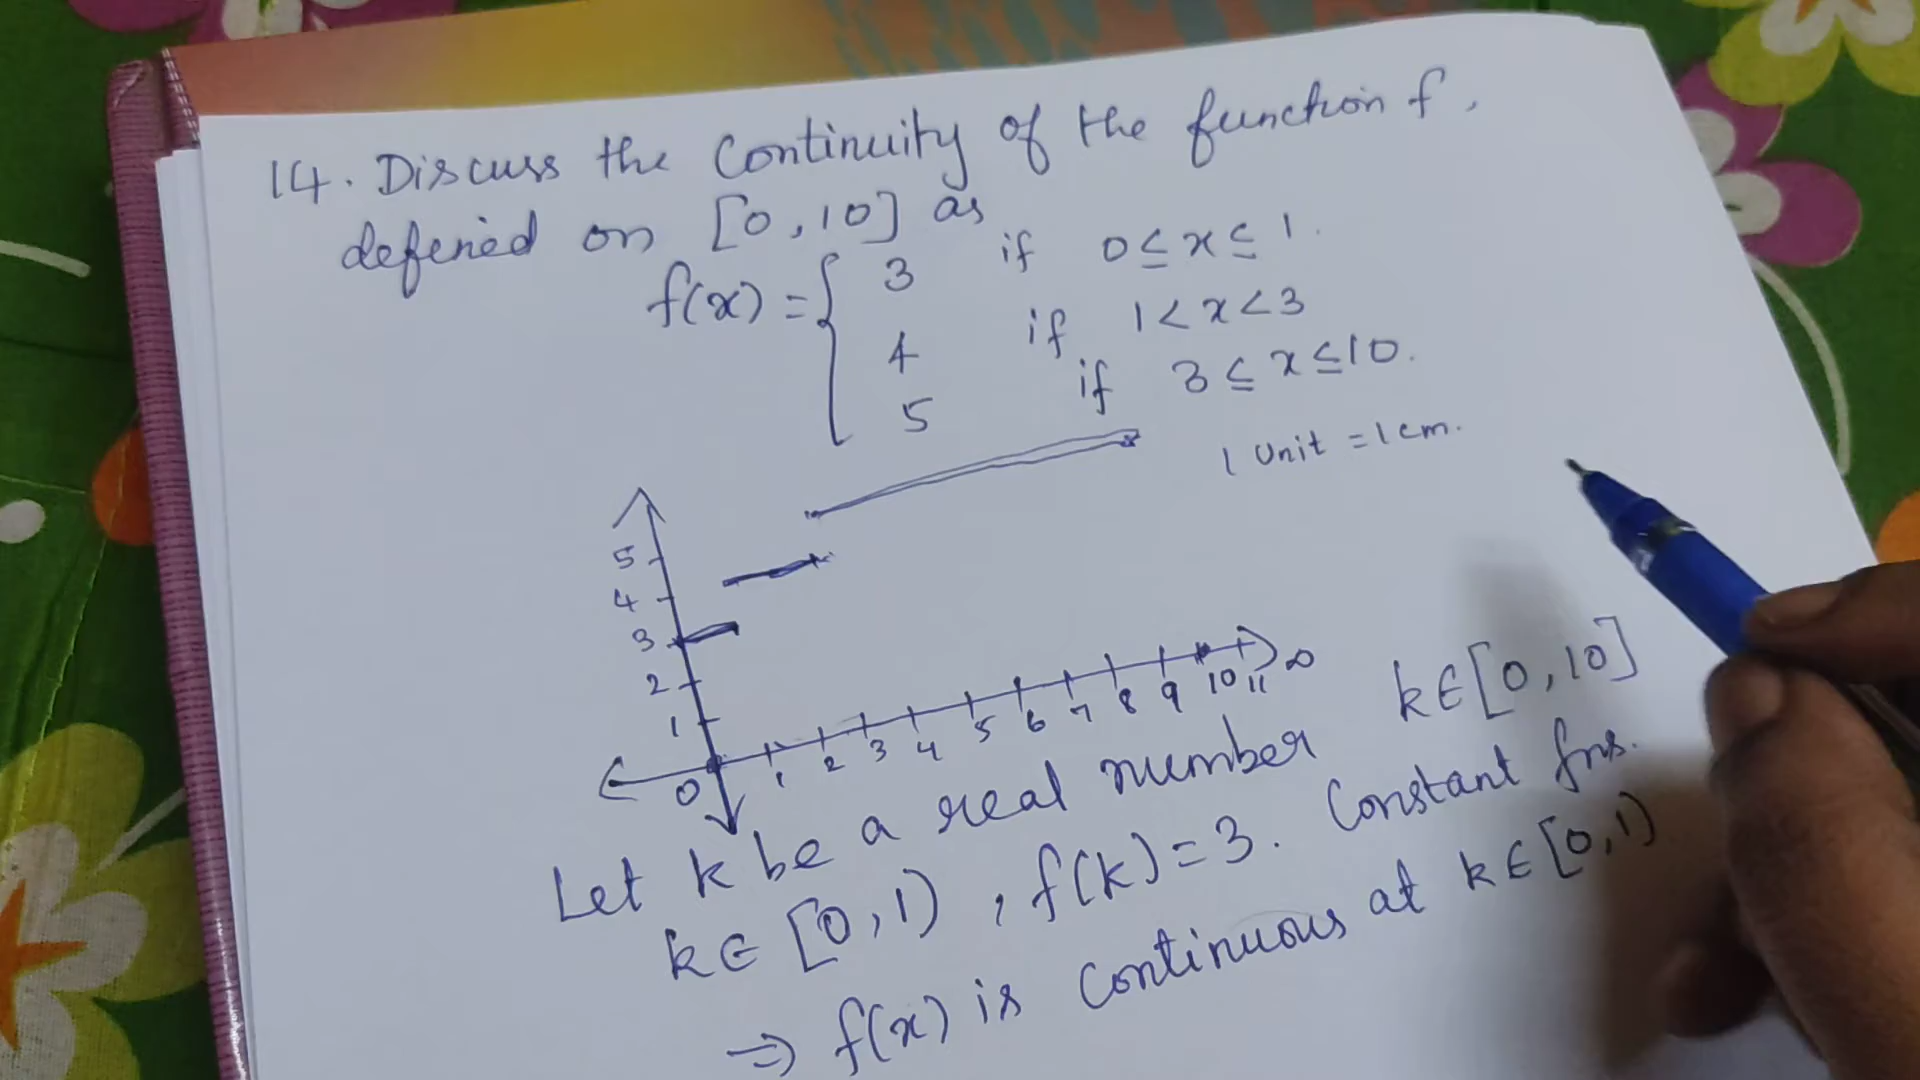 14. Discuss the Continuity of the function f.
defenied on [0,10] as
f(x) = { 3 if 0≤x≤1.
4 if 1<x<3
5 if 3≤x≤10.
1 Unit = 1cm.
5
4
3
2
1
0 1 2 3 4 5 6 7 8 9 10 11 ∞
Let k be a real number k∈[0,10]
k∈ [0,1) , f(k)=3. Constant fns.
⇒ f(x) is Continuous at k∈[0,1)